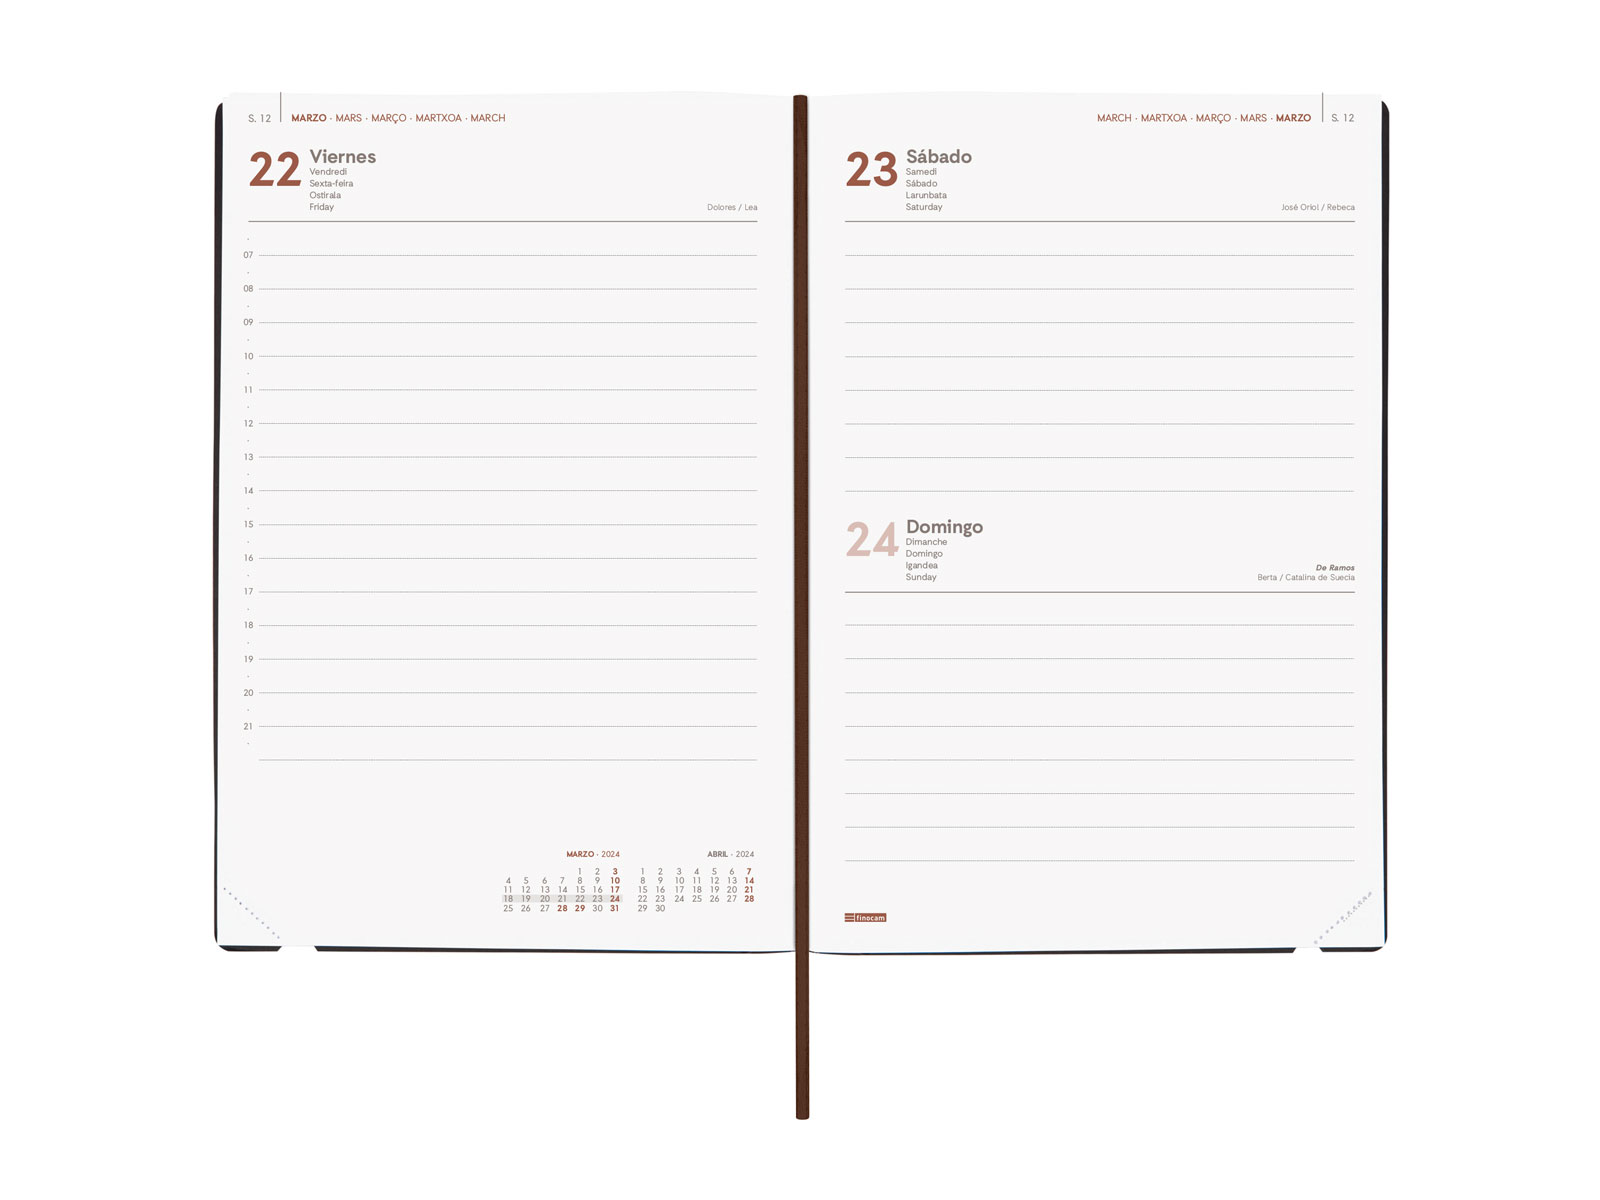 S. 12 MARZO · MARS · MARÇO · MARTXOA · MARCH
22 Viernes
Vendredi
Sexta-feira
Ostirala
Friday
Dolores / Lea
07
08
09
10
11
12
13
14
15
16
17
18
19
20
21
MARZO · 2024
1 2 3
4 5 6 7 8 9 10
11 12 13 14 15 16 17
18 19 20 21 22 23 24
25 26 27 28 29 30 31
ABRIL · 2024
1 2 3 4 5 6 7
8 9 10 11 12 13 14
15 16 17 18 19 20 21
22 23 24 25 26 27 28
29 30
MARCH · MARTXOA · MARÇO · MARS · MARZO S. 12
23 Sábado
Samedi
Sábado
Larunbata
Saturday
José Oriol / Rebeca
24 Domingo
Dimanche
Domingo
Igandea
Sunday
De Ramos
Berta / Catalina de Suecia
finocam